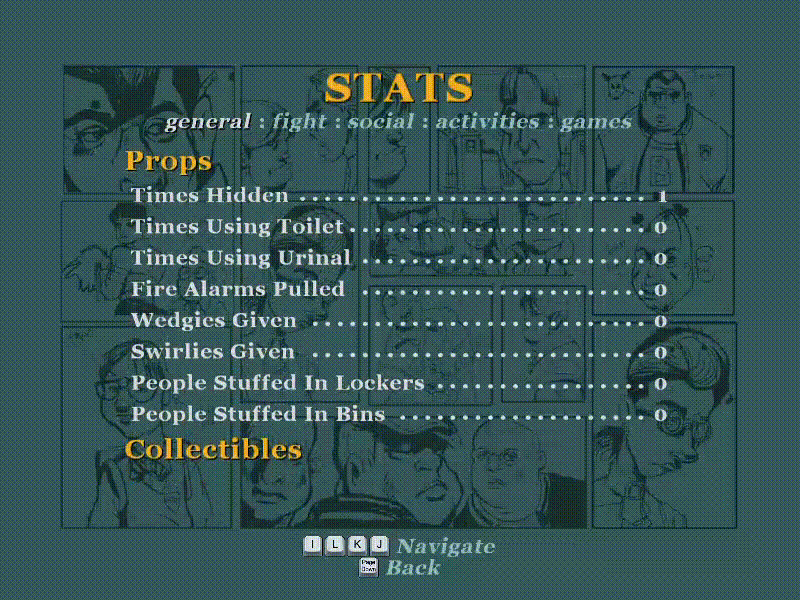 STATS
general : fight : social : activities : games
Props
Times Hidden ............................ 1
Times Using Toilet ........................ 0
Times Using Urinal ....................... 0
Fire Alarms Pulled ....................... 0
Wedgies Given ........................... 0
Swirlies Given ........................... 0
People Stuffed In Lockers ................. 0
People Stuffed In Bins .................... 0
Collectibles
I L K J Navigate
Page Down Back